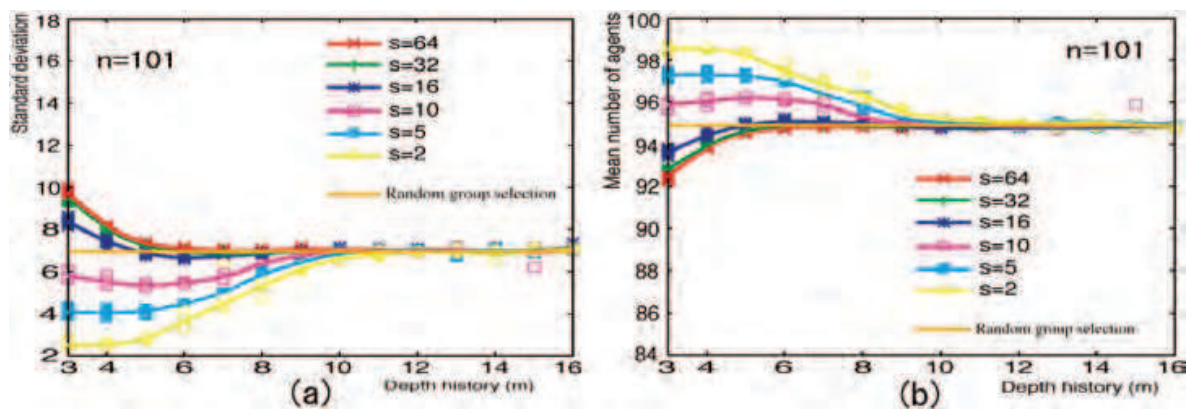 Standard deviation
18
16
14
12
10
8
6
4
2
n=101
s=64
s=32
s=16
s=10
s=5
s=2
Random group selection
3 4 6 8 10 12 14 16
(a)
Depth history (m)
Mean number of agents
100
98
96
94
92
90
88
86
84
n=101
s=64
s=32
s=16
s=10
s=5
s=2
Random group selection
3 4 6 8 10 12 14 16
(b)
Depth history (m)